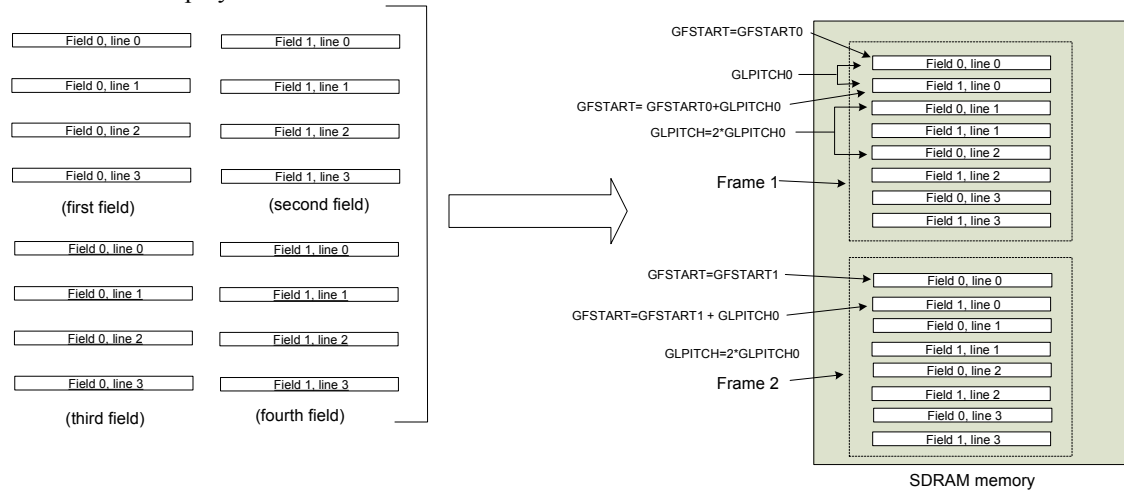 Field 0, line 0
Field 1, line 0
Field 0, line 1
Field 1, line 1
Field 0, line 2
Field 1, line 2
Field 0, line 3
Field 1, line 3
(first field)
(second field)
Field 0, line 0
Field 1, line 0
Field 0, line 1
Field 1, line 1
Field 0, line 2
Field 1, line 2
Field 0, line 3
Field 1, line 3
(third field)
(fourth field)
GFSTART=GFSTART0
GLPITCH0
GFSTART= GFSTART0+GLPITCH0
GLPITCH=2*GLPITCH0
Frame 1
Field 0, line 0
Field 1, line 0
Field 0, line 1
Field 1, line 1
Field 0, line 2
Field 1, line 2
Field 0, line 3
Field 1, line 3
GFSTART=GFSTART1
GFSTART=GFSTART1 + GLPITCH0
GLPITCH=2*GLPITCH0
Frame 2
Field 0, line 0
Field 1, line 0
Field 0, line 1
Field 1, line 1
Field 0, line 2
Field 1, line 2
Field 0, line 3
Field 1, line 3
SDRAM memory